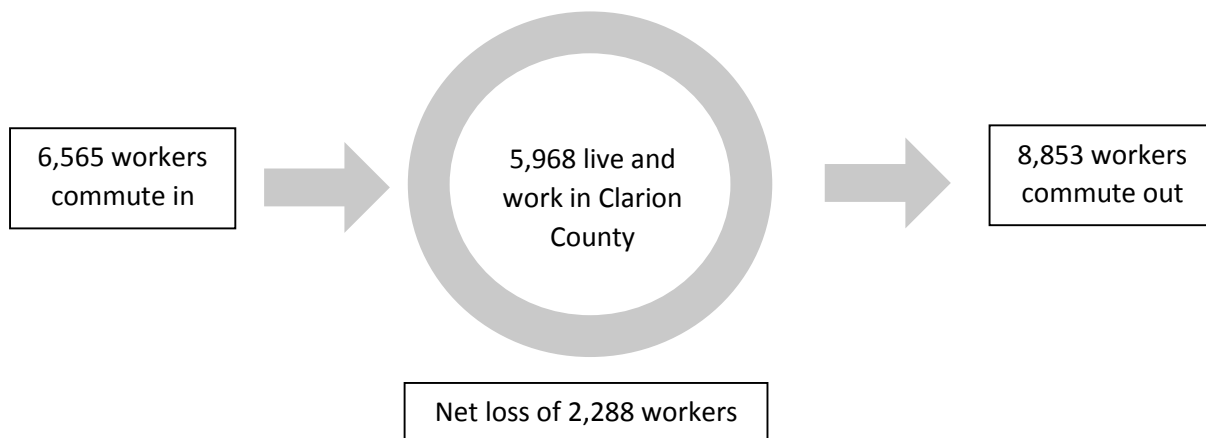 6,565 workers
commute in
5,968 live and
work in Clarion
County
8,853 workers
commute out
Net loss of 2,288 workers